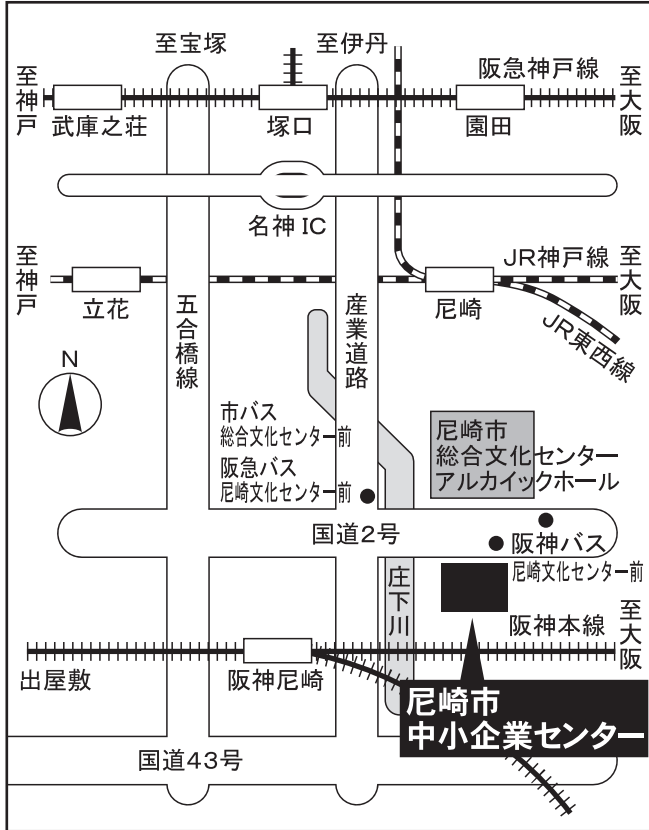 至宝塚
至伊丹
至神戸
阪急神戸線
至大阪
武庫之荘
塚口
園田
名神IC
至神戸
JR神戸線
至大阪
立花
尼崎
JR東西線
五合橋線
産業道路
N
市バス
総合文化センター前
阪急バス
尼崎文化センター前
尼崎市
総合文化センター
アルカイックホール
国道2号
阪神バス
尼崎文化センター前
庄下川
阪神本線
至大阪
出屋敷
阪神尼崎
尼崎市
中小企業センター
国道43号